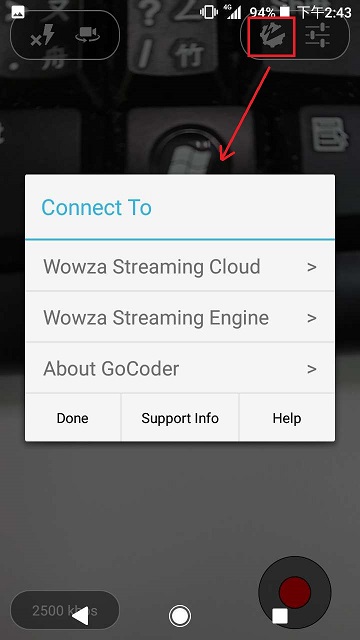 4G 94% 下午2:43
Connect To
Wowza Streaming Cloud >
Wowza Streaming Engine >
About GoCoder >
Done Support Info Help
2500 kbps